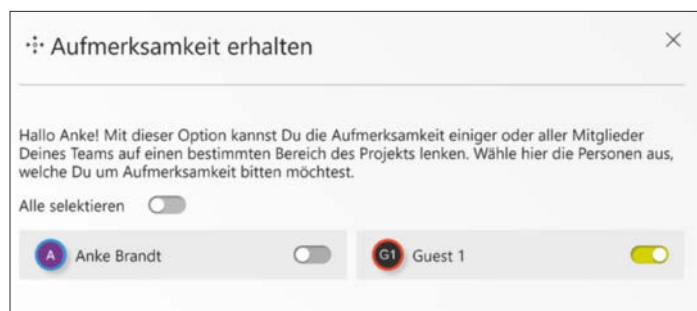 Aufmerksamkeit erhalten
Hallo Anke! Mit dieser Option kannst Du die Aufmerksamkeit einiger oder aller Mitglieder
Deines Teams auf einen bestimmten Bereich des Projekts lenken. Wähle hier die Personen aus,
welche Du um Aufmerksamkeit bitten möchtest.
Alle selektieren
A Anke Brandt
G1 Guest 1